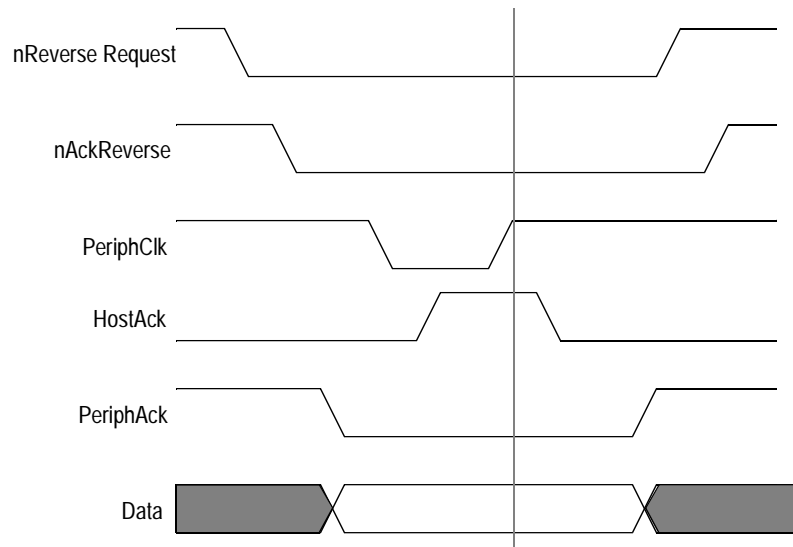 nReverse Request
nAckReverse
PeriphClk
HostAck
PeriphAck
Data